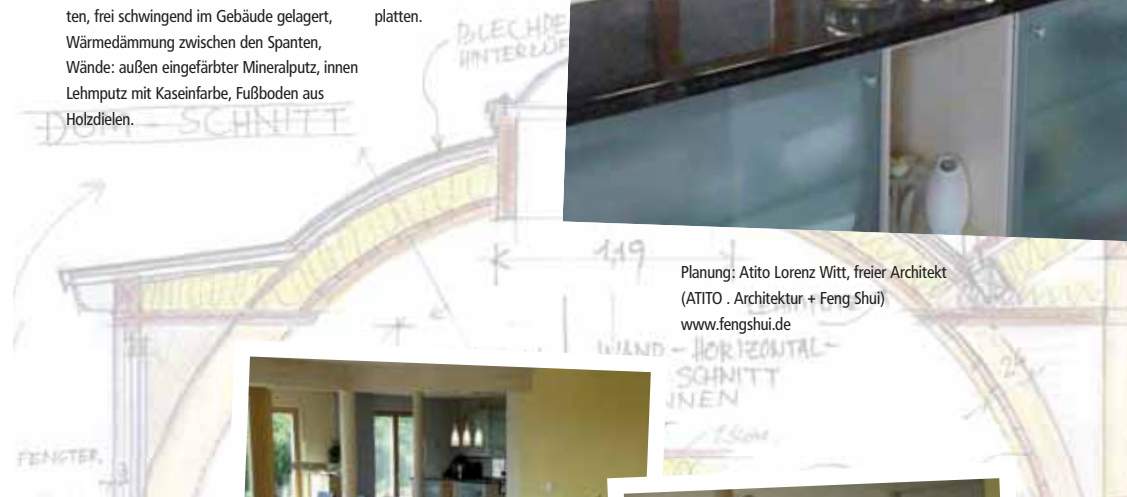 ten, frei schwingend im Gebäude gelagert,
Wärmedämmung zwischen den Spanten,
Wände: außen eingefärbter Mineralputz, innen
Lehmputz mit Kaseinfarbe, Fußboden aus
Holzdielen.
platten.
DOM - SCHNITT
1,19
Planung: Atito Lorenz Witt, freier Architekt
(ATITO . Architektur + Feng Shui)
www.fengshui.de
WAND - HORIZONTAL-
SCHNITT
FENSTER